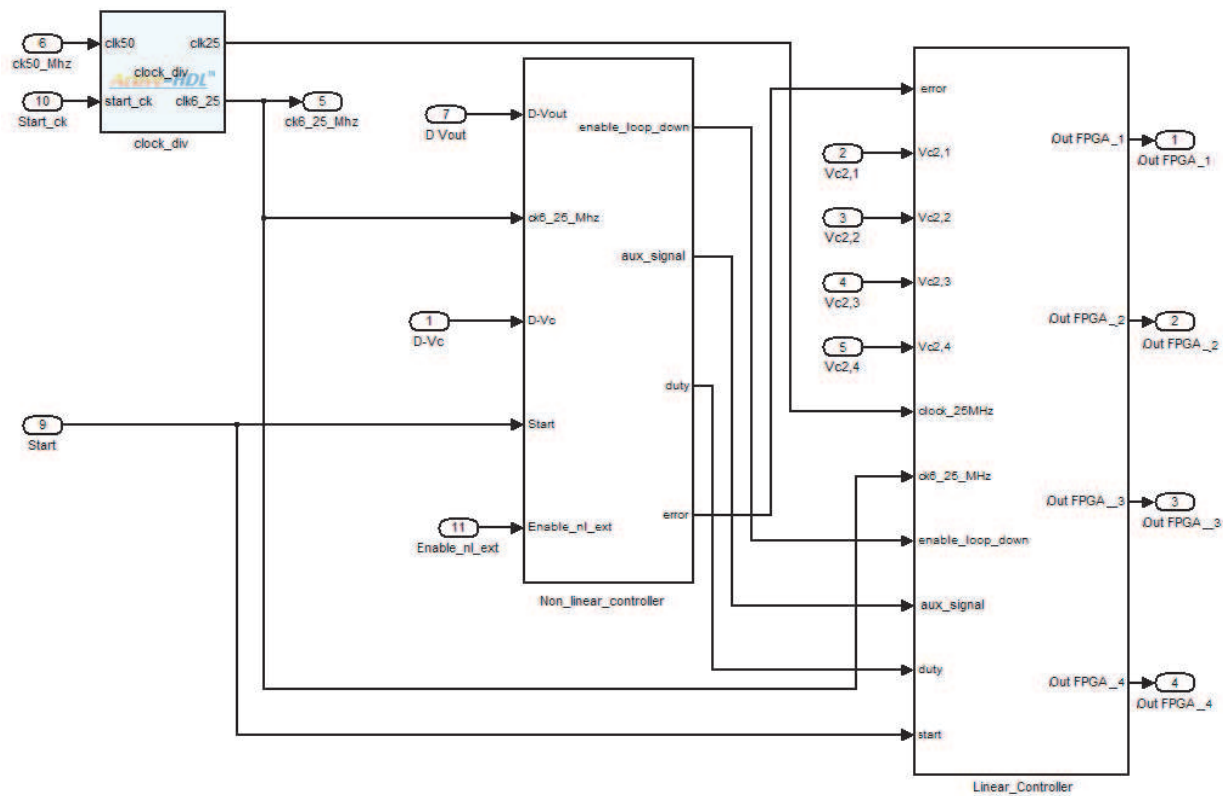 6
ck50_Mhz
10
Start_ck
clk50
clk25
clock_div
Active-HDL™
start_ck
clk6_25
clock_div
5
ck6_25_Mhz
7
D Vout
1
D-Vc
9
Start
11
Enable_nl_ext
D-Vout
ck6_25_Mhz
D-Vc
Start
Enable_nl_ext
enable_loop_down
aux_signal
duty
error
Non_linear_controller
2
Vc2,1
3
Vc2,2
4
Vc2,3
5
Vc2,4
error
Vc2,1
Vc2,2
Vc2,3
Vc2,4
clock_25MHz
ck6_25_MHz
enable_loop_down
aux_signal
duty
start
Out FPGA_1
Out FPGA_2
Out FPGA_3
Out FPGA_4
Linear_Controller
1
Out FPGA_1
2
Out FPGA_2
3
Out FPGA_3
4
Out FPGA_4